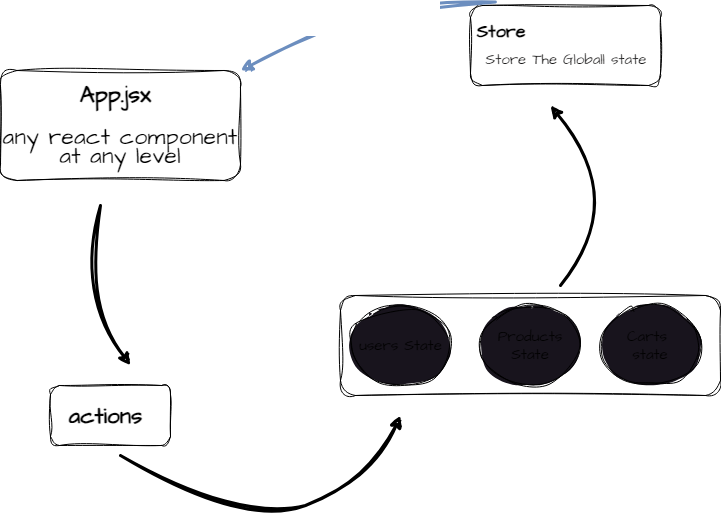 Store
Store The Globall state
App.jsx
any react component
at any level
users State
Products
State
Carts
state
actions